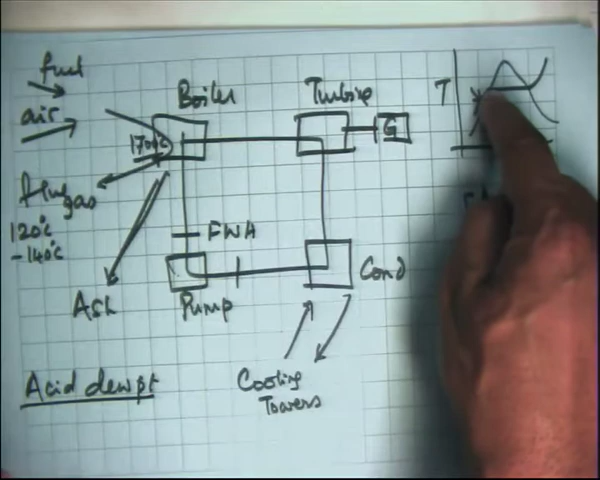 fuel
air
Boiler
Turbine
T
1700°C
G
flue gas
120°C
-140°C
FWA
Ash
Pump
Cond
Acid dewpt
Cooling
Towers